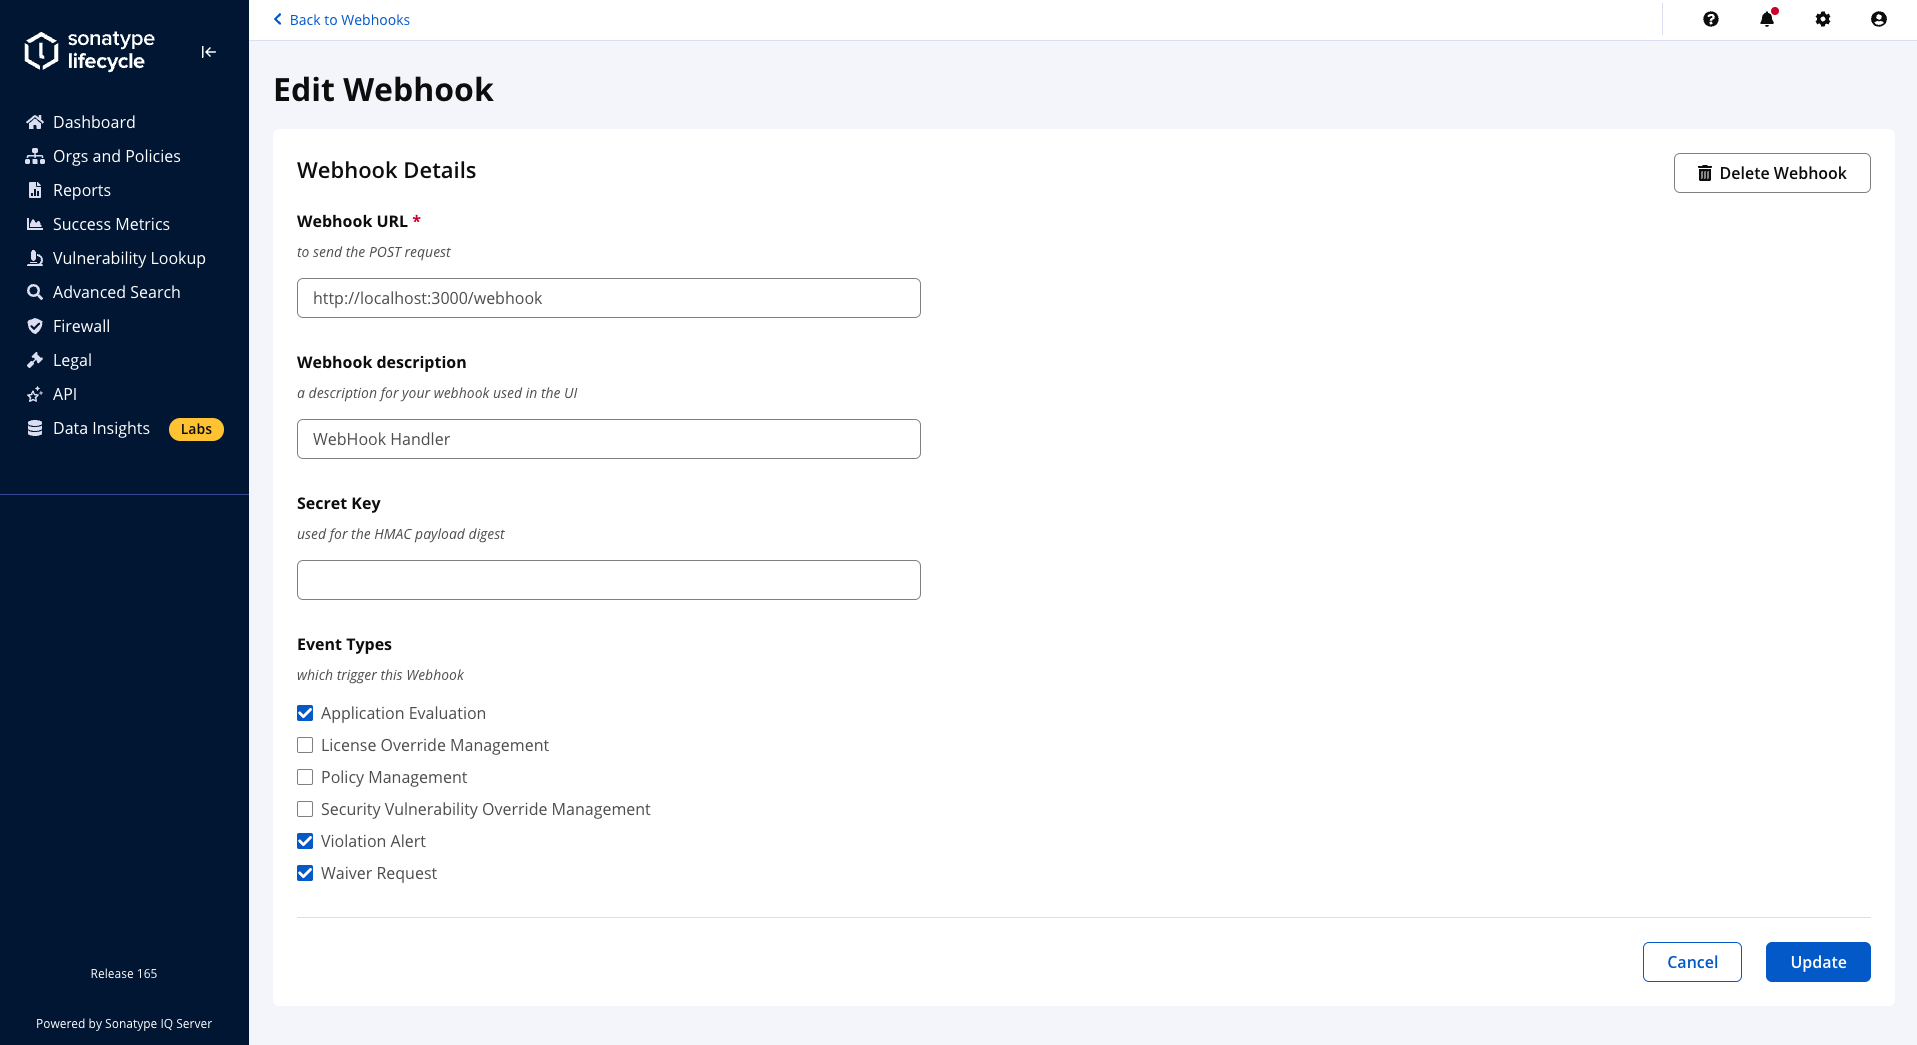 sonatype
lifecycle
Dashboard
Orgs and Policies
Reports
Success Metrics
Vulnerability Lookup
Advanced Search
Firewall
Legal
API
Data Insights Labs
Release 165
Powered by Sonatype IQ Server
Back to Webhooks
Edit Webhook
Webhook Details
Delete Webhook
Webhook URL *
to send the POST request
http://localhost:3000/webhook
Webhook description
a description for your webhook used in the UI
WebHook Handler
Secret Key
used for the HMAC payload digest
Event Types
which trigger this Webhook
Application Evaluation
License Override Management
Policy Management
Security Vulnerability Override Management
Violation Alert
Waiver Request
Cancel Update